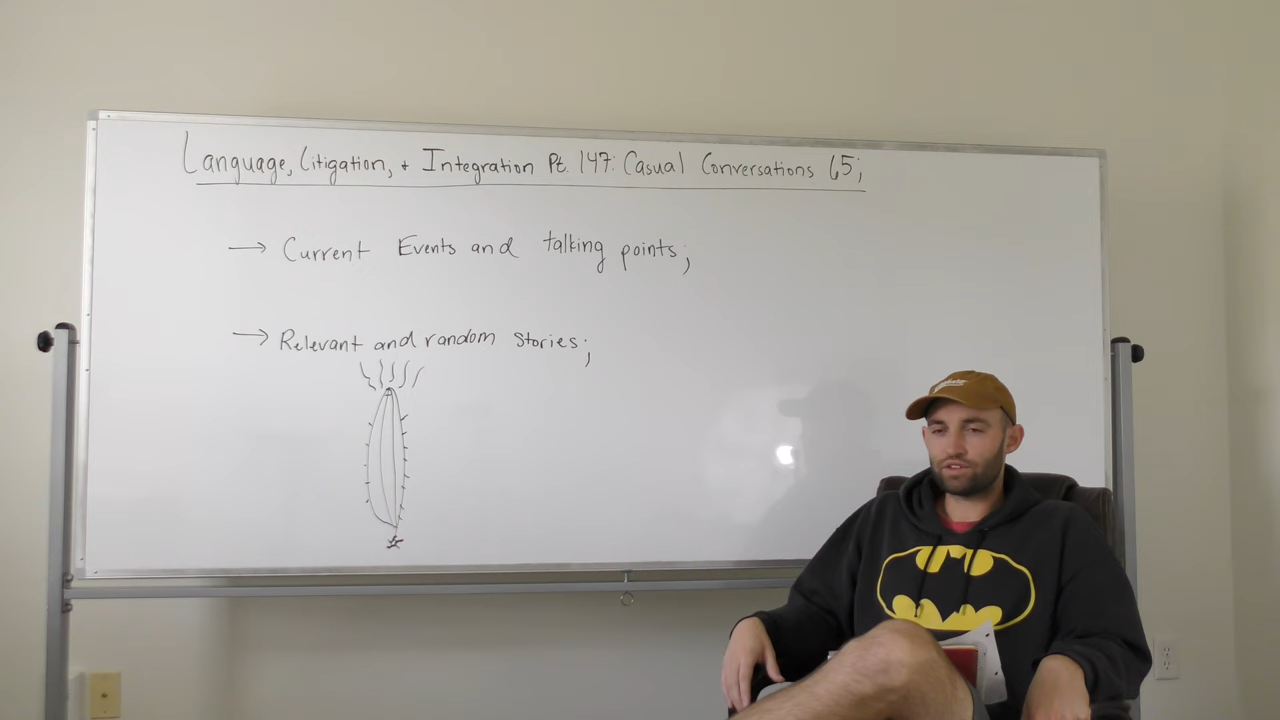 Language, Litigation, + Integration Pt. 147: Casual Conversations 65;
→ Current Events and talking points;
→ Relevant and random stories;